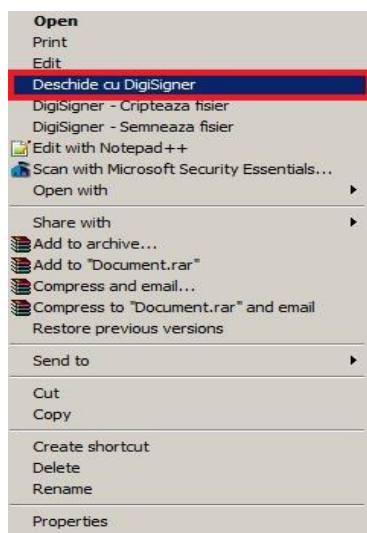 Open
Print
Edit
Deschide cu DigiSigner
DigiSigner - Cripteaza fisier
DigiSigner - Semneaza fisier
Edit with Notepad++
Scan with Microsoft Security Essentials...
Open with
Share with
Add to archive...
Add to "Document.rar"
Compress and email...
Compress to "Document.rar" and email
Restore previous versions
Send to
Cut
Copy
Create shortcut
Delete
Rename
Properties